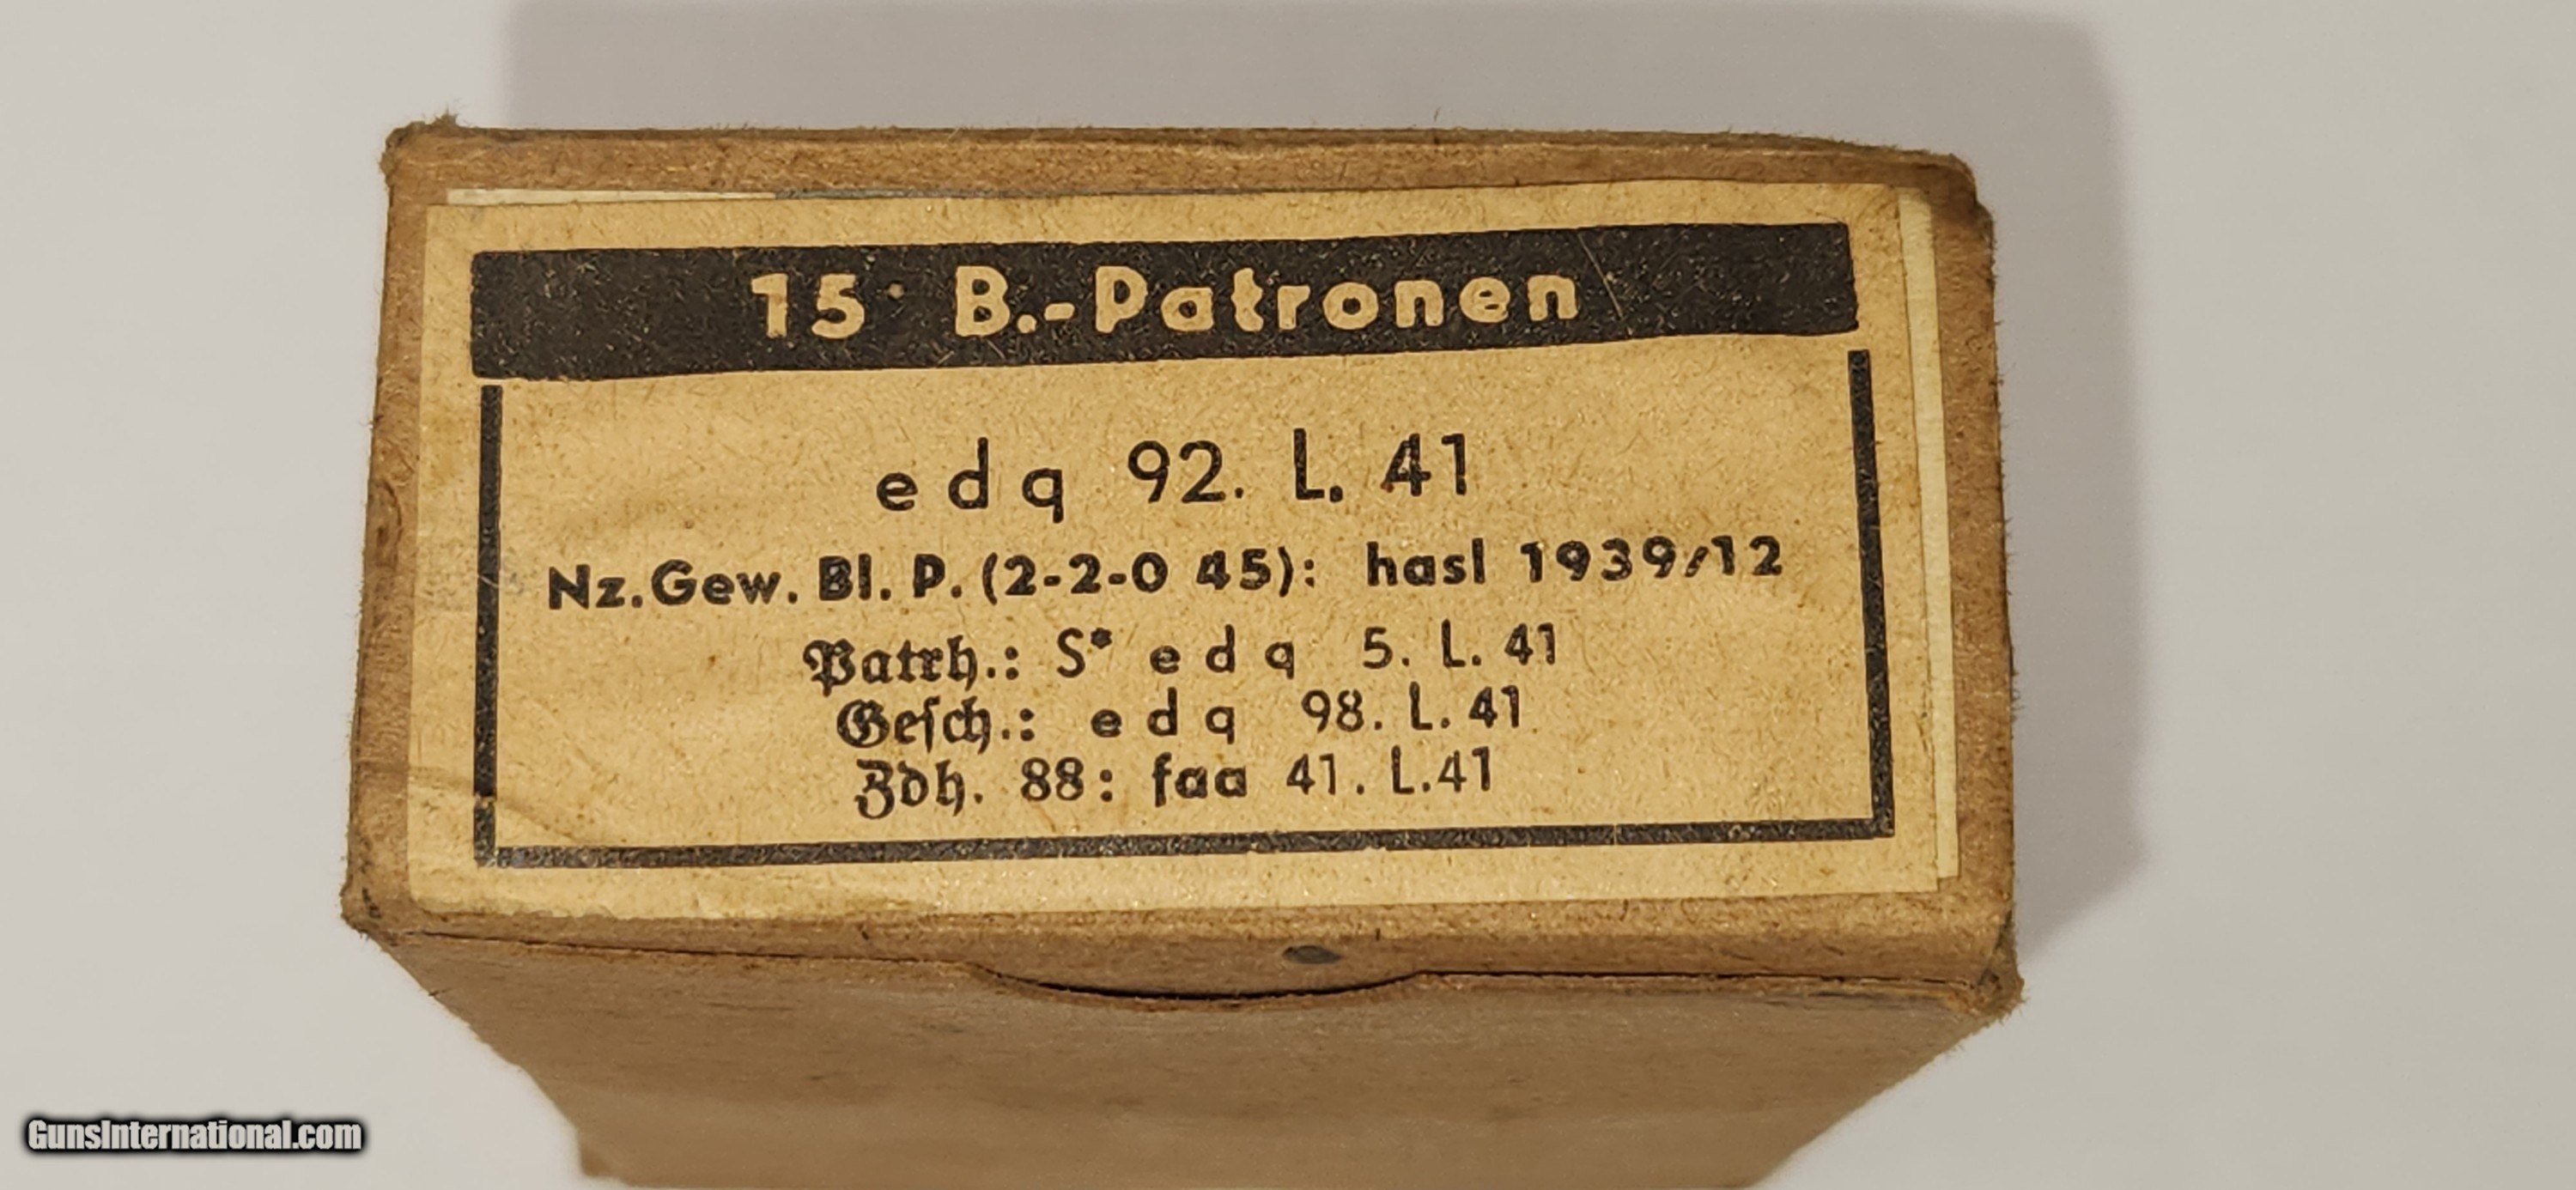 15 B.-Patronen
edq 92. L. 41
Nz.Gew. Bl. P. (2-2-0 45): hasl 1939/12
Patrh.: S* edq 5. L. 41
Geſch.: edq 98. L. 41
Zdh. 88: faa 41. L.41
GunsInternational.com